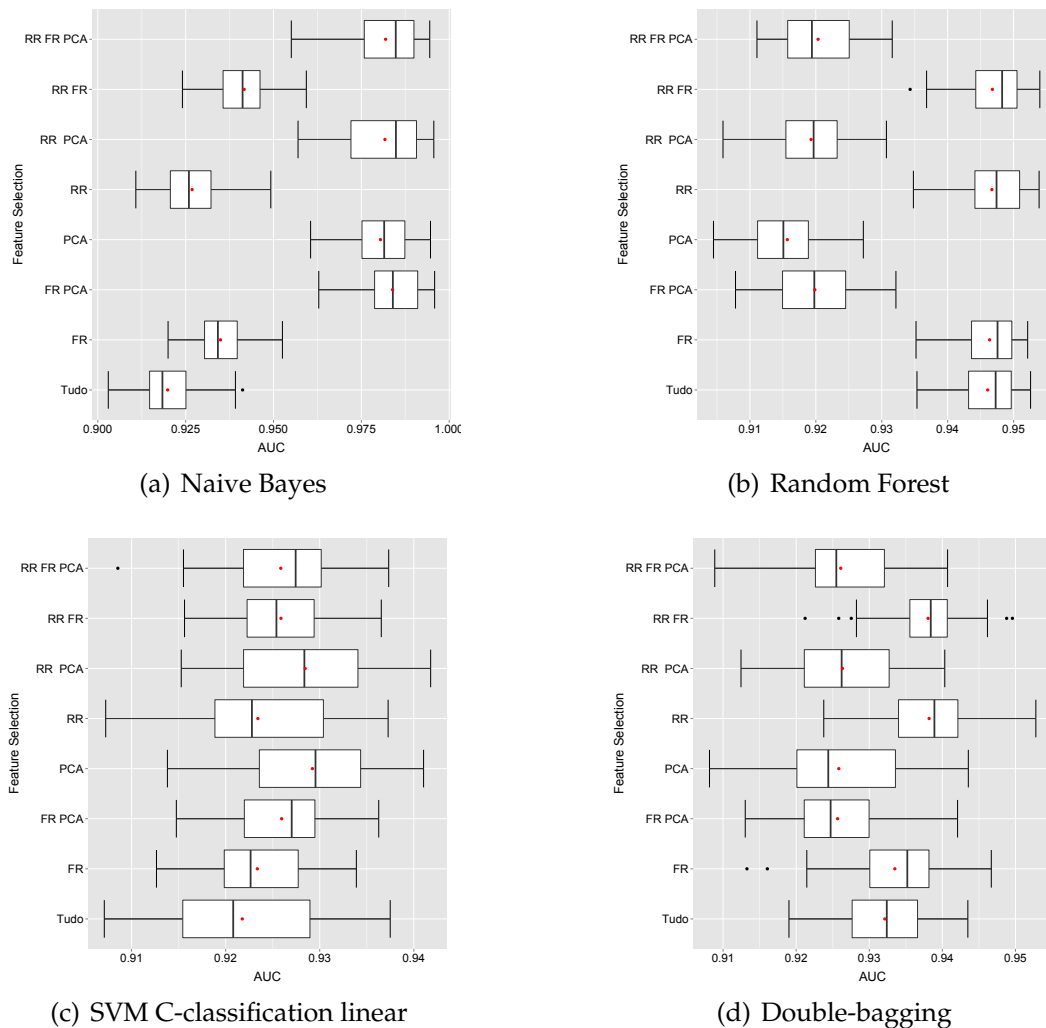 RR FR PCA
RR FR
RR PCA
RR
PCA
FR PCA
FR
Tudo
Feature Selection
0.900 0.925 0.950 0.975 1.000
AUC
(a) Naive Bayes
RR FR PCA
RR FR
RR PCA
RR
PCA
FR PCA
FR
Tudo
Feature Selection
0.91 0.92 0.93 0.94 0.95
AUC
(b) Random Forest
RR FR PCA
RR FR
RR PCA
RR
PCA
FR PCA
FR
Tudo
Feature Selection
0.91 0.92 0.93 0.94
AUC
(c) SVM C-classification linear
RR FR PCA
RR FR
RR PCA
RR
PCA
FR PCA
FR
Tudo
Feature Selection
0.91 0.92 0.93 0.94 0.95
AUC
(d) Double-bagging